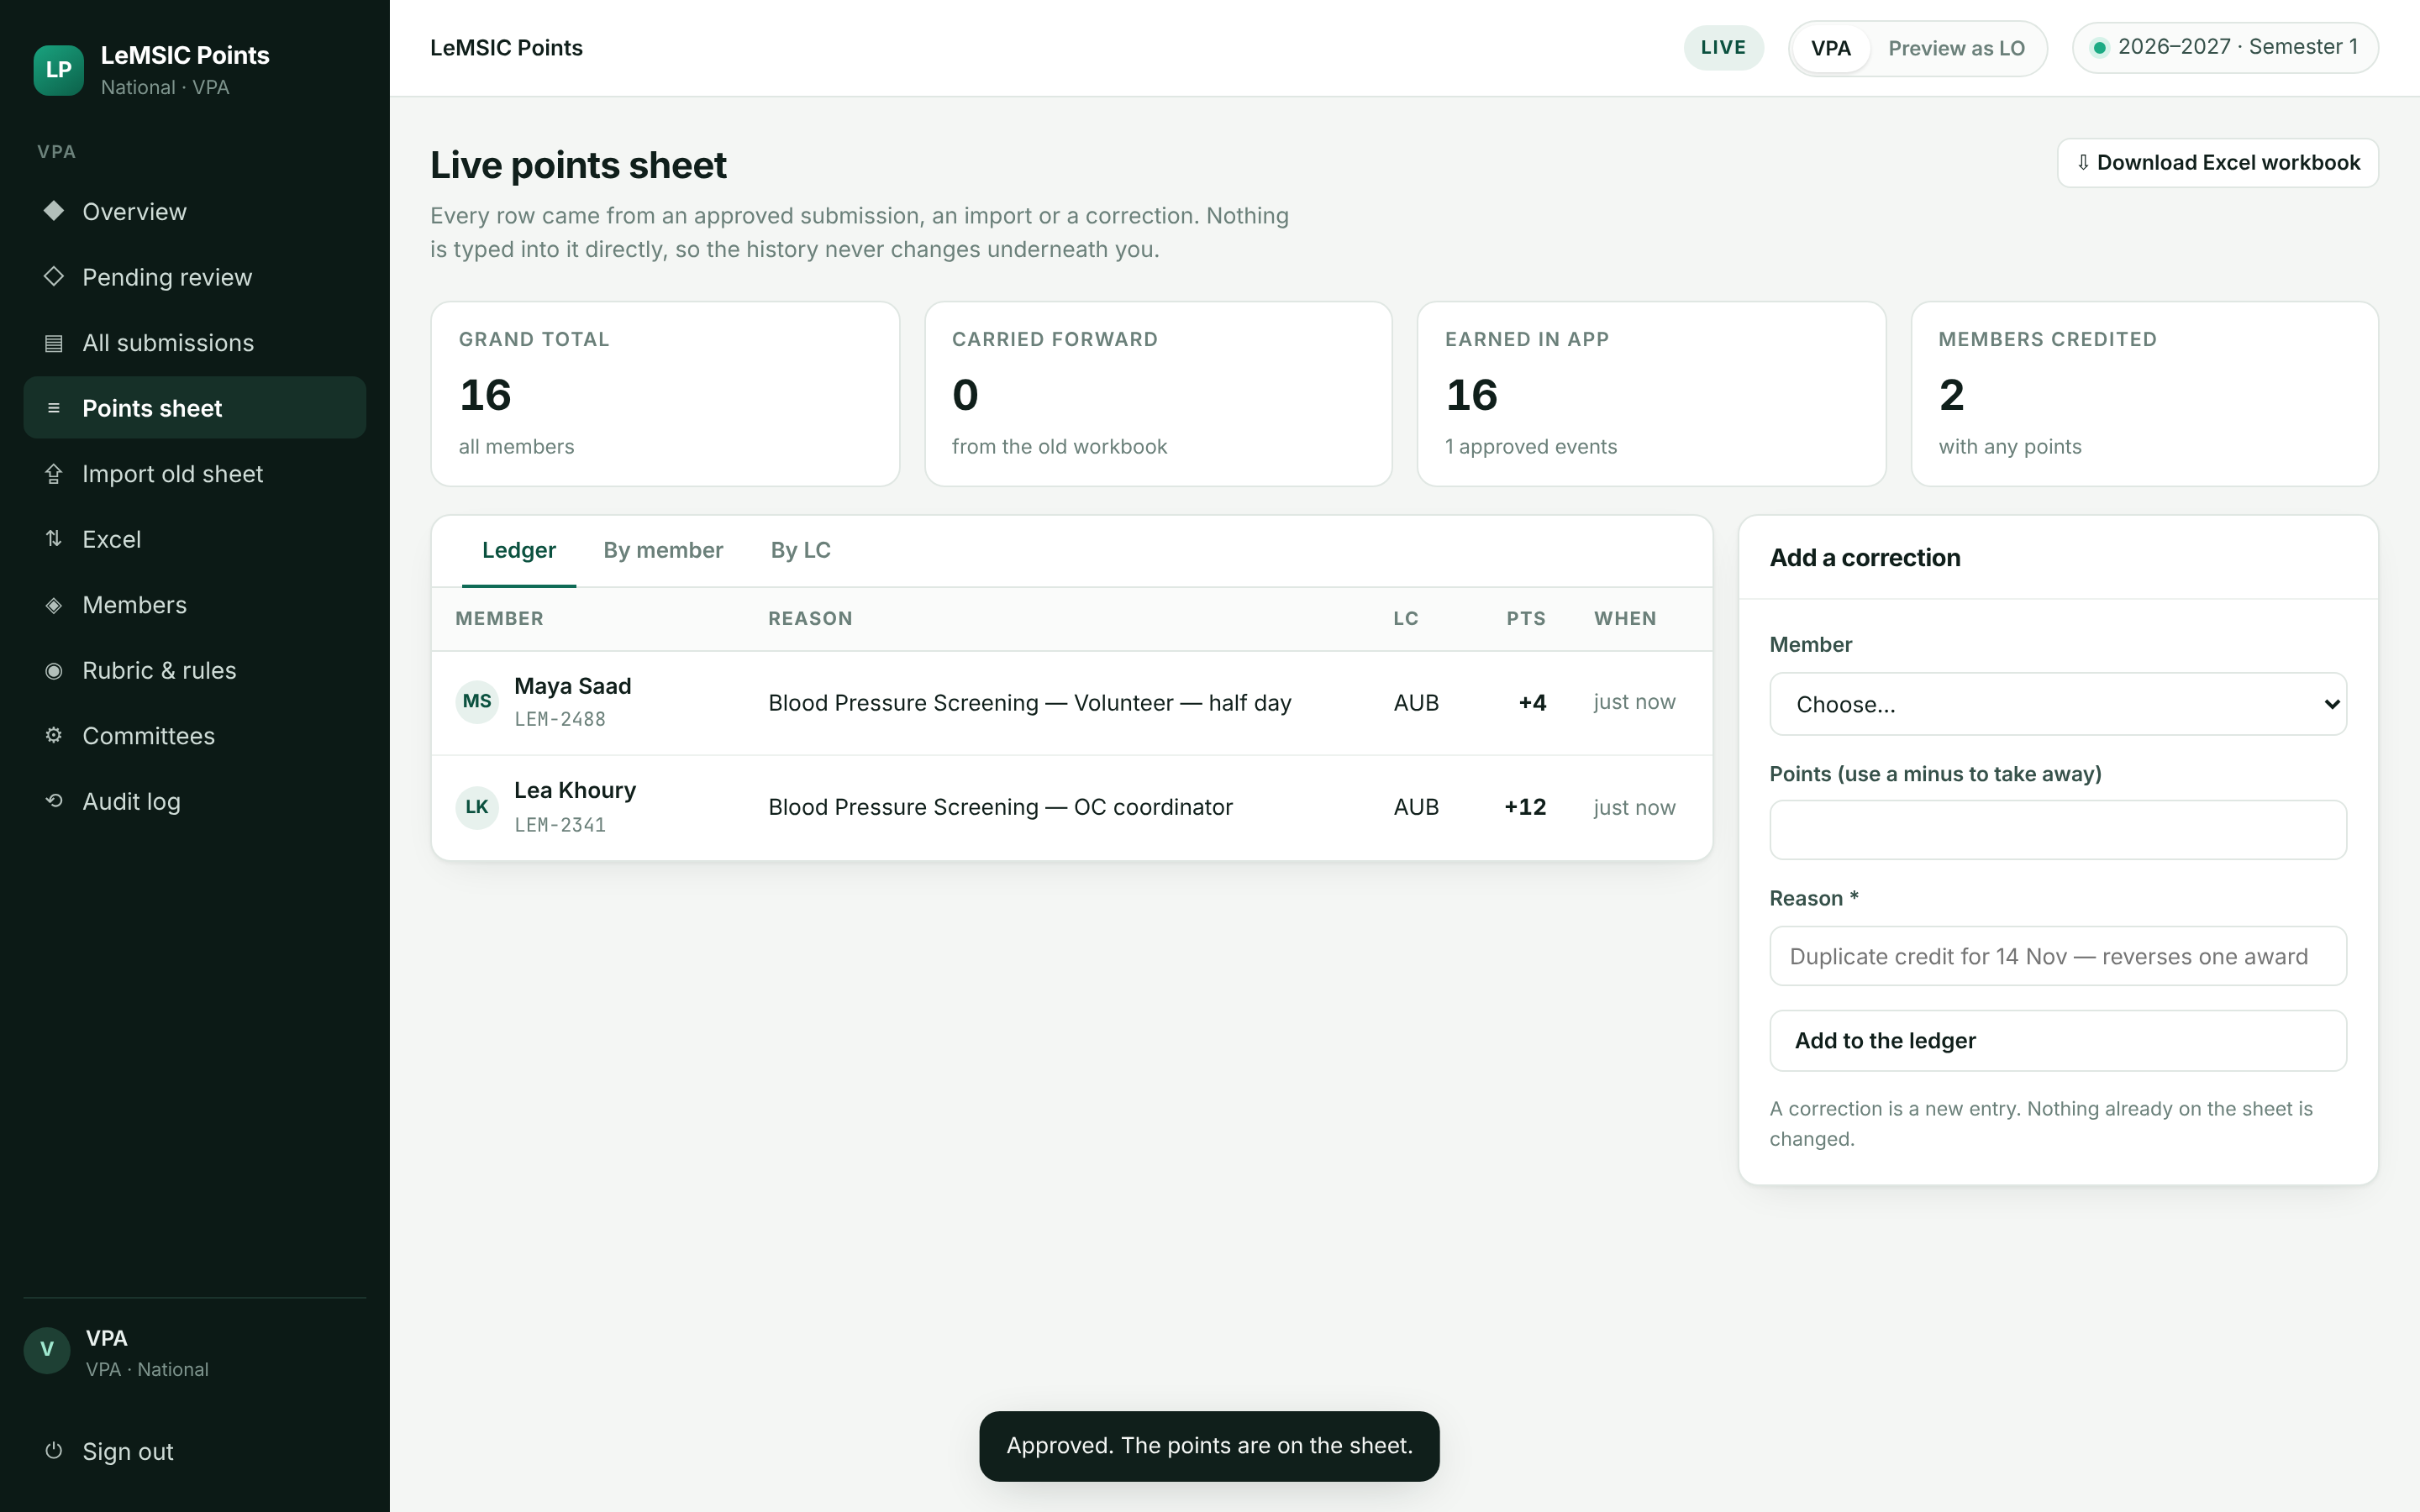 LP
LeMSIC Points
National · VPA
VPA
Overview
Pending review
All submissions
Points sheet
Import old sheet
Excel
Members
Rubric & rules
Committees
Audit log
V
VPA
VPA · National
Sign out
LeMSIC Points
LIVE
VPA
Preview as LO
2026–2027 · Semester 1
Live points sheet
Download Excel workbook
Every row came from an approved submission, an import or a correction. Nothing
is typed into it directly, so the history never changes underneath you.
GRAND TOTAL
16
all members
CARRIED FORWARD
0
from the old workbook
EARNED IN APP
16
1 approved events
MEMBERS CREDITED
2
with any points
Ledger
By member
By LC
MEMBER
REASON
LC
PTS
WHEN
MS
Maya Saad
LEM-2488
Blood Pressure Screening — Volunteer — half day
AUB
+4
just now
LK
Lea Khoury
LEM-2341
Blood Pressure Screening — OC coordinator
AUB
+12
just now
Add a correction
Member
Choose…
Points (use a minus to take away)
Reason *
Duplicate credit for 14 Nov — reverses one award
Add to the ledger
A correction is a new entry. Nothing already on the sheet is
changed.
Approved. The points are on the sheet.